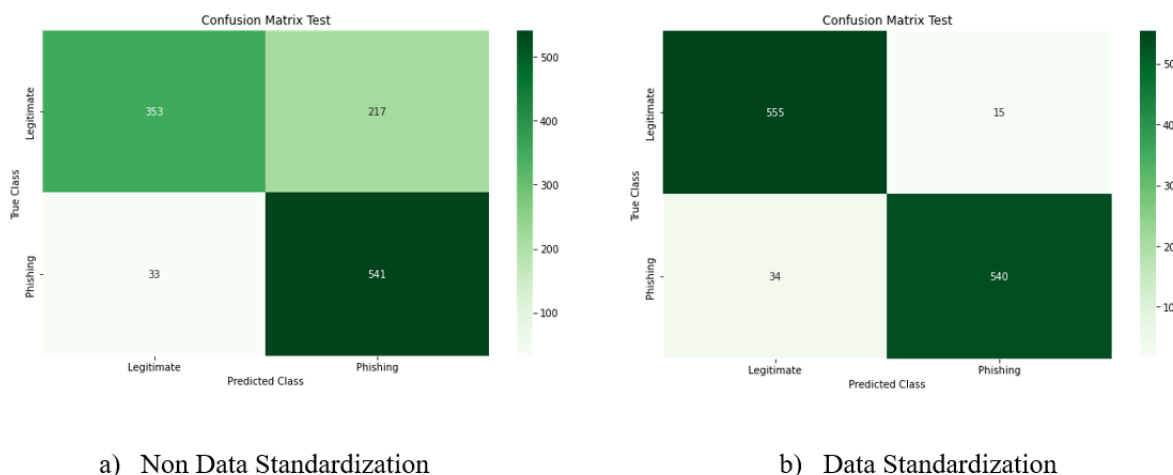 Confusion Matrix Test
353
217
33
541
Legitimate
Phishing
True Class
Legitimate
Phishing
Predicted Class
500
400
300
200
100
a) Non Data Standardization
Confusion Matrix Test
555
15
34
540
Legitimate
Phishing
True Class
Legitimate
Phishing
Predicted Class
b) Data Standardization